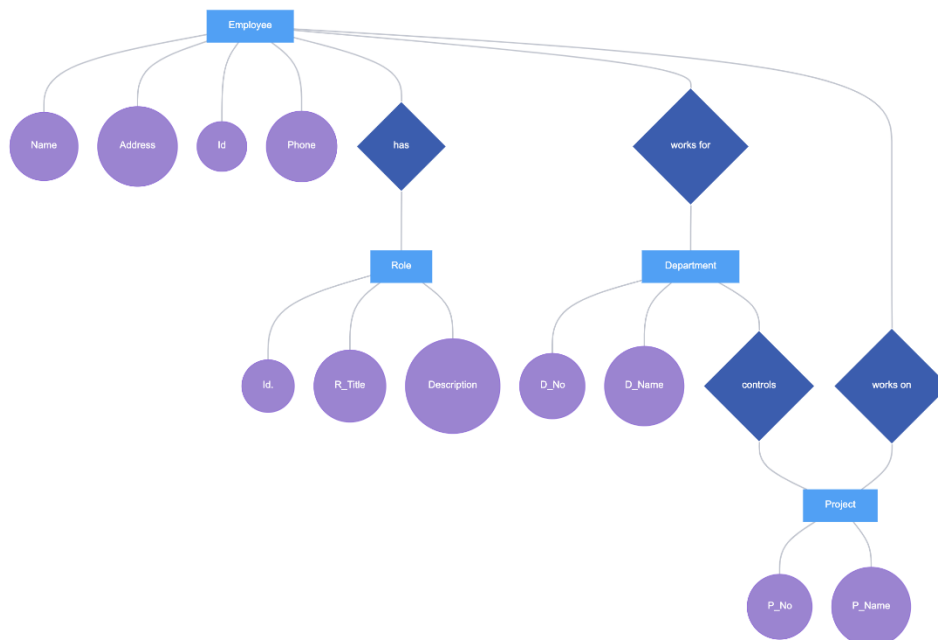 Employee
Name
Address
Id
Phone
has
works for
Role
Department
Id.
R_Title
Description
D_No
D_Name
controls
works on
Project
P_No
P_Name